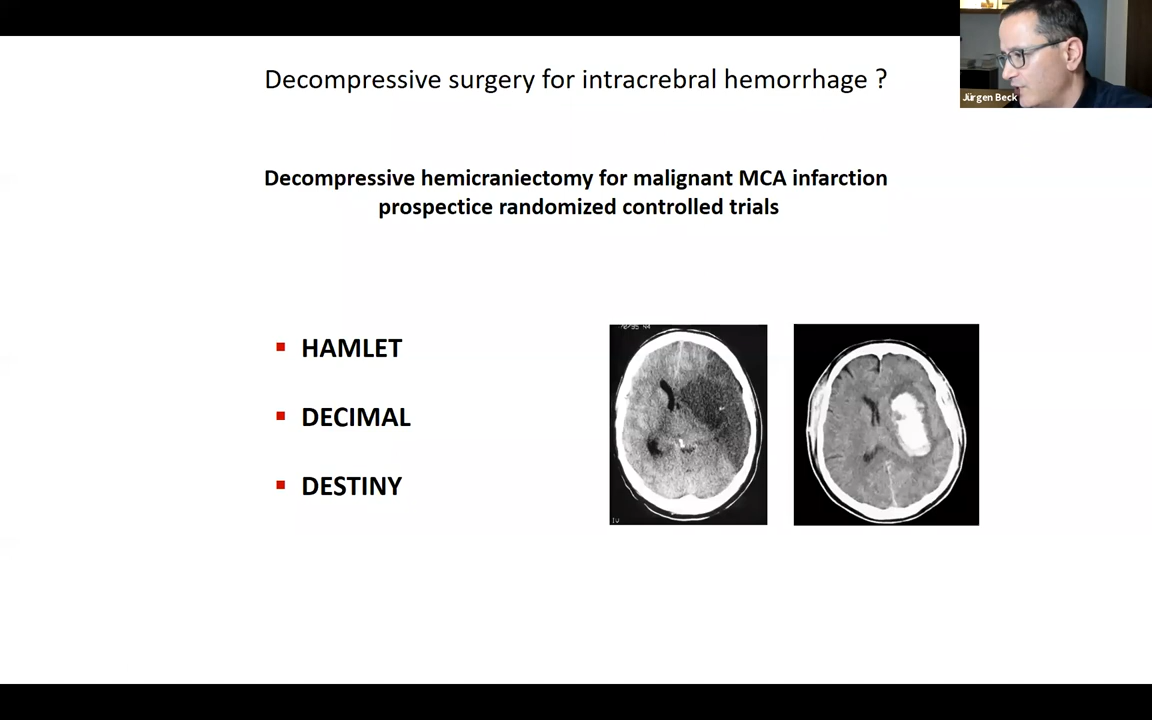 Jürgen Beck
Decompressive surgery for intracrebral hemorrhage ?
Decompressive hemicraniectomy for malignant MCA infarction
prospectice randomized controlled trials
HAMLET
DECIMAL
DESTINY